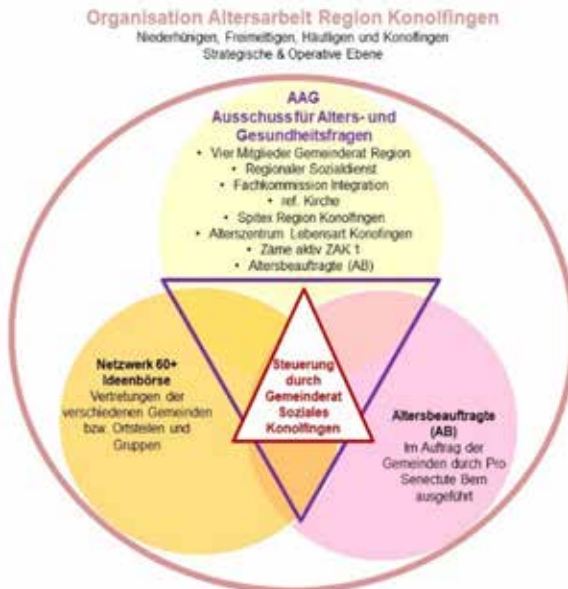 Organisation Altersarbeit Region Konolfingen
Niederhünigen, Freimettigen, Häutligen und Konolfingen
Strategische & Operative Ebene
AAG
Ausschuss für Alters- und
Gesundheitsfragen
• Vier Mitglieder Gemeinderat Region
• Regionaler Sozialdienst
• Fachkommission Integration
• ref. Kirche
• Spitex Region Konolfingen
• Alterszentrum Lebensart Konolfingen
• Zäme aktiv ZAK 1
• Altersbeauftragte (AB)
Netzwerk 60+
Ideenbörse
Vertretungen der
verschiedenen Gemeinden
bzw. Ortsteilen und
Gruppen
Steuerung
durch
Gemeinderat
Soziales
Konolfingen
Altersbeauftragte
(AB)
Im Auftrag der
Gemeinden durch Pro
Senectute Bern
ausgeführt